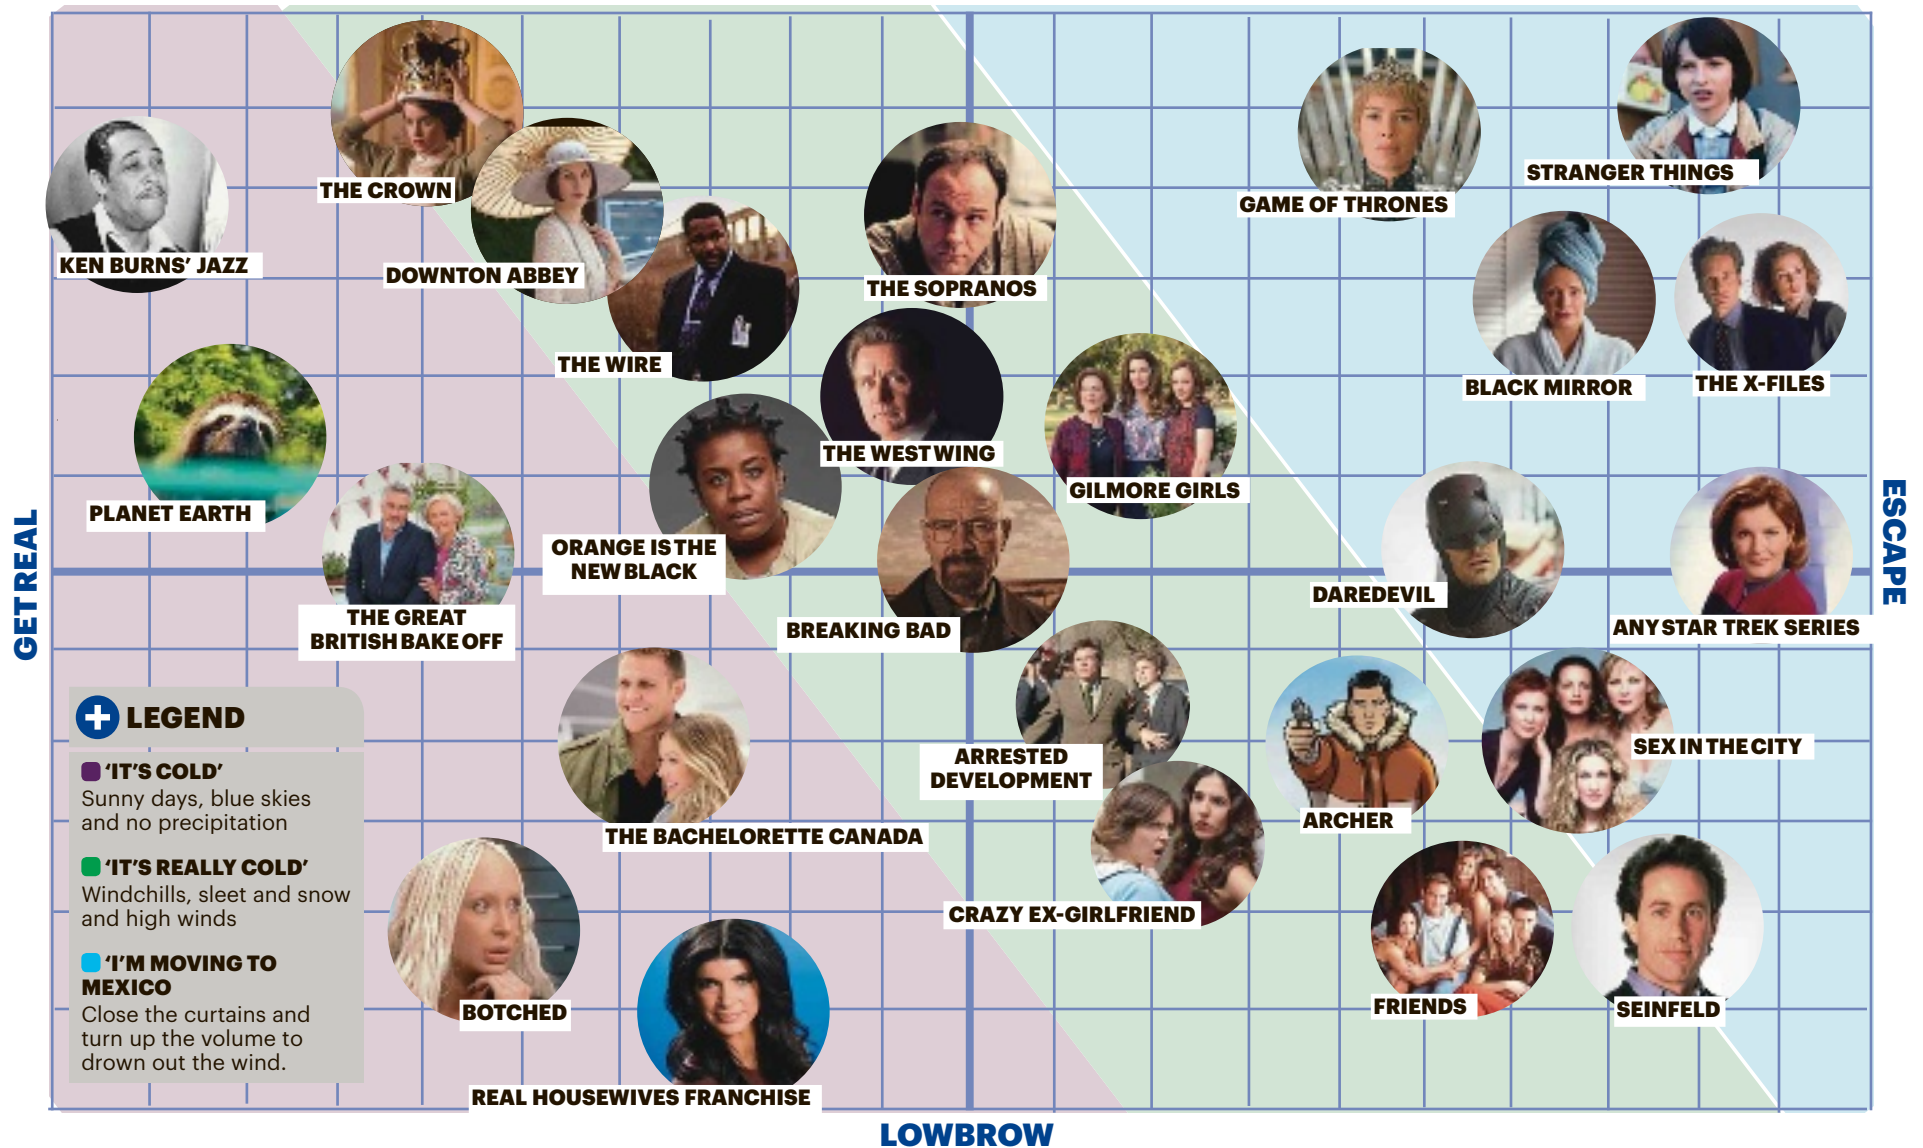 STRANGER THINGS
THE CROWN
GAME OF THRONES
KEN BURNS’ JAZZ
DOWNTON ABBEY
THE SOPRANOS
THE WIRE
BLACK MIRROR
THE X-FILES
THE WEST WING
GILMORE GIRLS
PLANET EARTH
GET REAL
ESCAPE
ORANGE IS THE
NEW BLACK
DAREDEVIL
THE GREAT
BRITISH BAKE OFF
BREAKING BAD
ANY STAR TREK SERIES
LEGEND
‘IT’S COLD’
Sunny days, blue skies
and no precipitation
‘IT’S REALLY COLD’
Windchills, sleet and snow
and high winds
‘I’M MOVING TO
MEXICO
Close the curtains and
turn up the volume to
drown out the wind.
ARRESTED
DEVELOPMENT
SEX IN THE CITY
ARCHER
THE BACHELORETTE CANADA
CRAZY EX-GIRLFRIEND
BOTCHED
FRIENDS
SEINFELD
REAL HOUSEWIVES FRANCHISE
LOWBROW